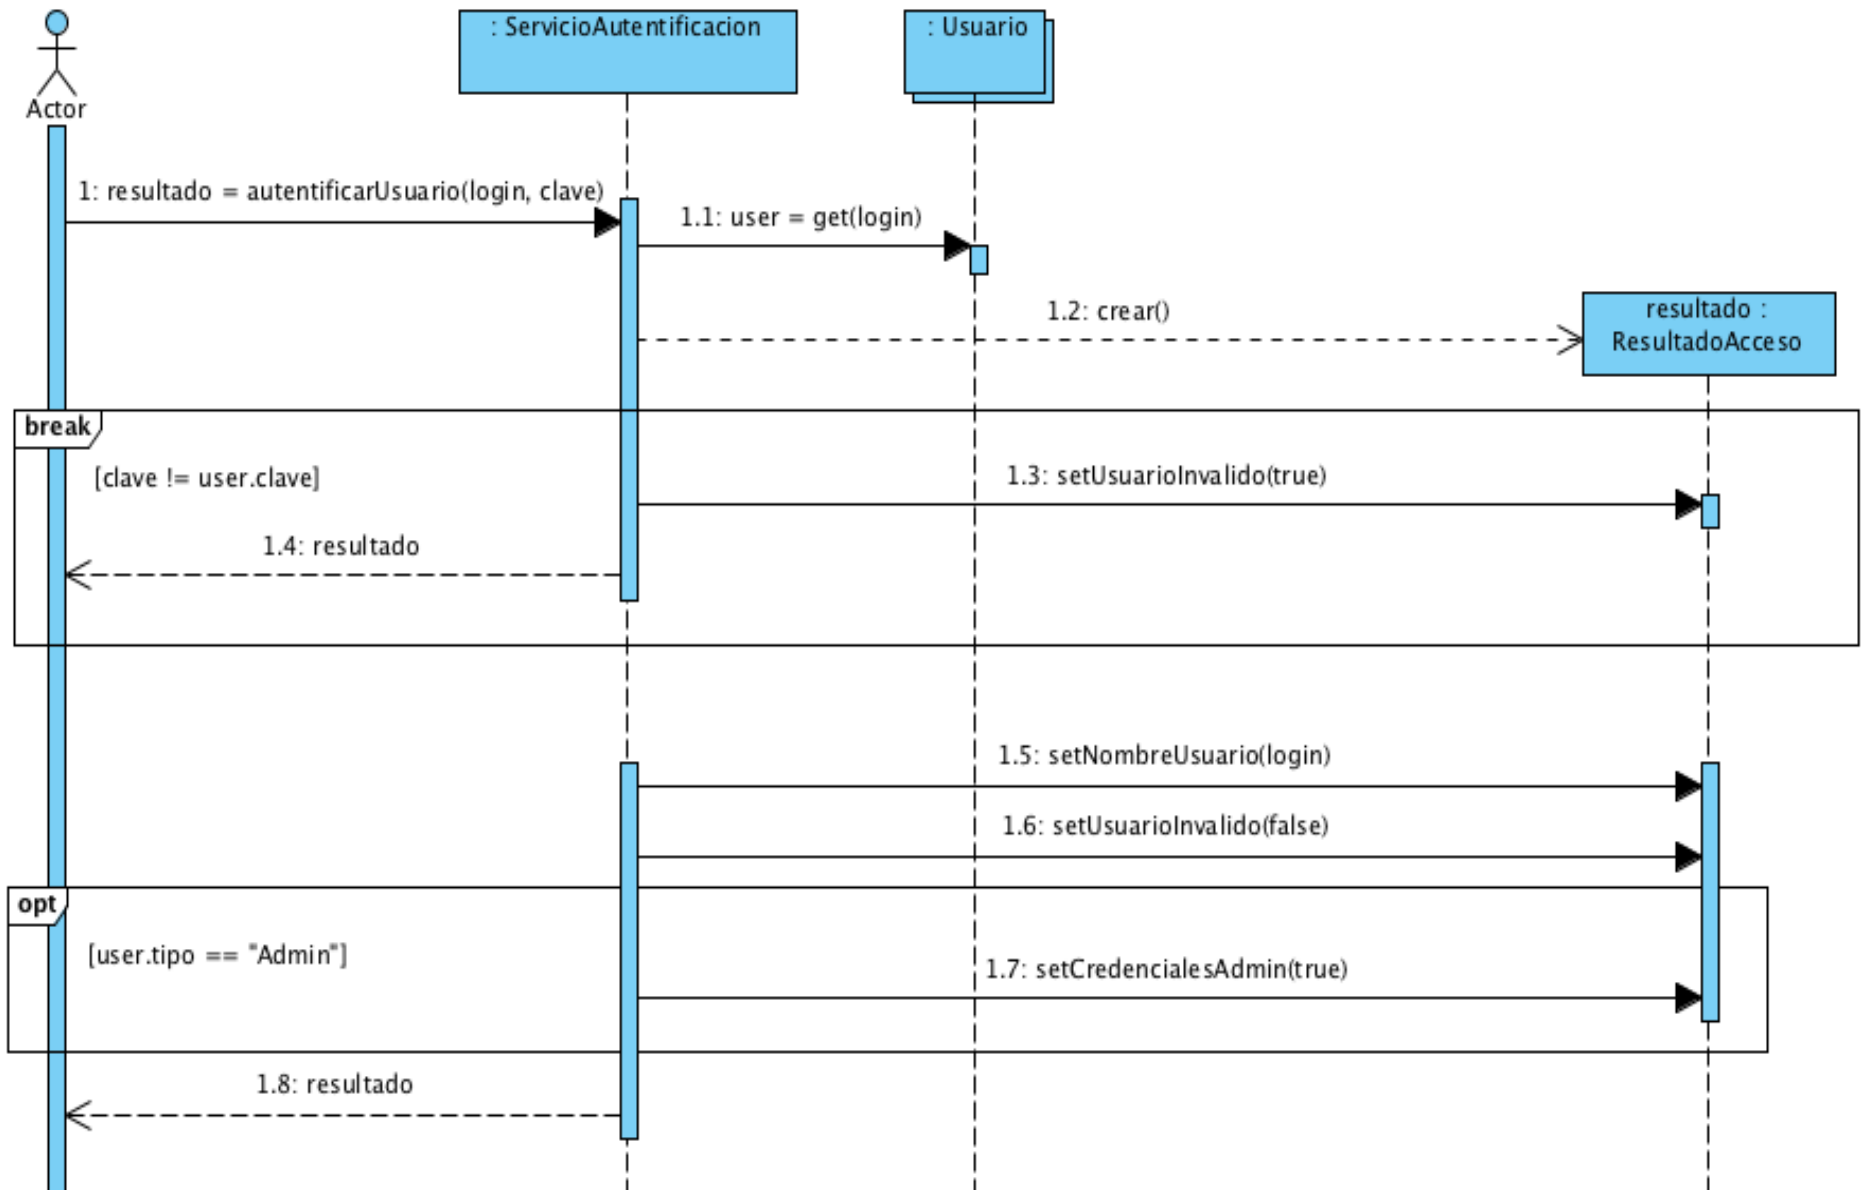 : ServicioAutentificacion
: Usuario
Actor
1: resultado = autentificarUsuario(login, clave)
1.1: user = get(login)
1.2: crear()
resultado :
ResultadoAcceso
break
[clave != user.clave]
1.3: setUsuarioInvalido(true)
1.4: resultado
1.5: setNombreUsuario(login)
1.6: setUsuarioInvalido(false)
opt
[user.tipo == "Admin"]
1.7: setCredencialesAdmin(true)
1.8: resultado